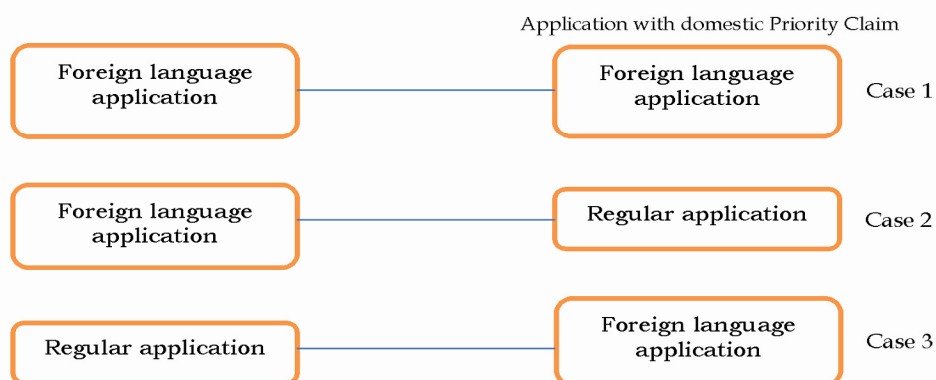 Application with domestic Priority Claim
Foreign language
application
Foreign language
application
Case 1
Foreign language
application
Regular application
Case 2
Regular application
Foreign language
application
Case 3